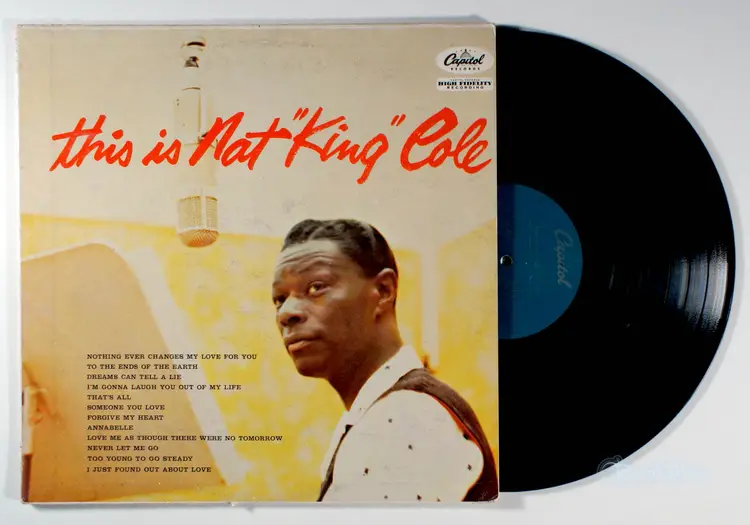 Capitol
RECORDS
HIGH FIDELITY
RECORDING
this is Nat "King" Cole
Capitol
NOTHING EVER CHANGES MY LOVE FOR YOU
TO THE ENDS OF THE EARTH
DREAMS CAN TELL A LIE
I'M GONNA LAUGH YOU OUT OF MY LIFE
THAT'S ALL
SOMEONE YOU LOVE
FORGIVE MY HEART
ANNABELLE
LOVE ME AS THOUGH THERE WERE NO TOMORROW
NEVER LET ME GO
TOO YOUNG TO GO STEADY
I JUST FOUND OUT ABOUT LOVE